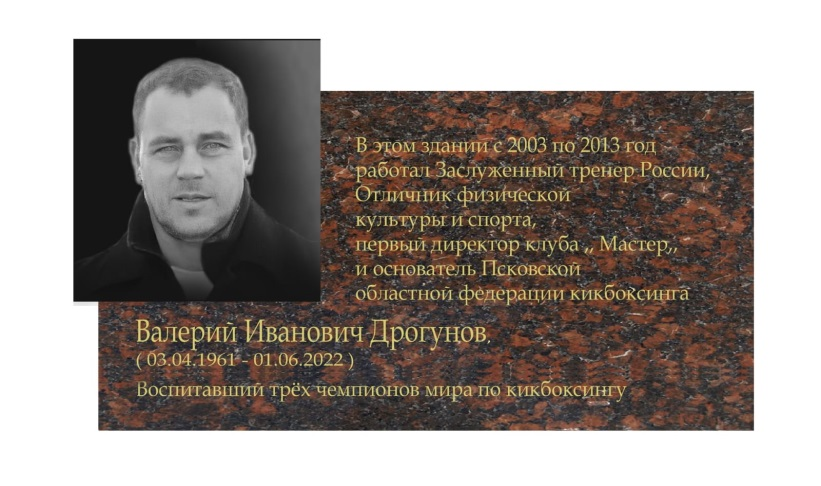 В этом здании с 2003 по 2013 год
работал Заслуженный тренер России,
Отличник физической
культуры и спорта,
первый директор клуба ,, Мастер,,
и основатель Псковской
областной федерации кикбоксинга
Валерий Иванович Дрогунов,
( 03.04.1961 - 01.06.2022 )
Воспитавший трёх чемпионов мира по кикбоксингу